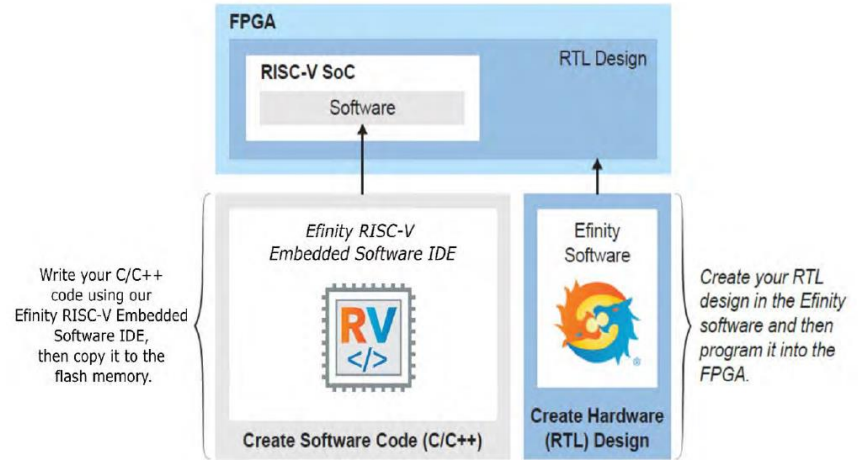 FPGA
RTL Design
RISC-V SoC
Software
Efinity RISC-V
Embedded Software IDE
RV
</>
Write your C/C++
code using our
Efinity RISC-V Embedded
Software IDE,
then copy it to the
flash memory.
Create Software Code (C/C++)
Efinity
Software
®
Create Hardware
(RTL) Design
Create your RTL
design in the Efinity
software and then
program it into the
FPGA.